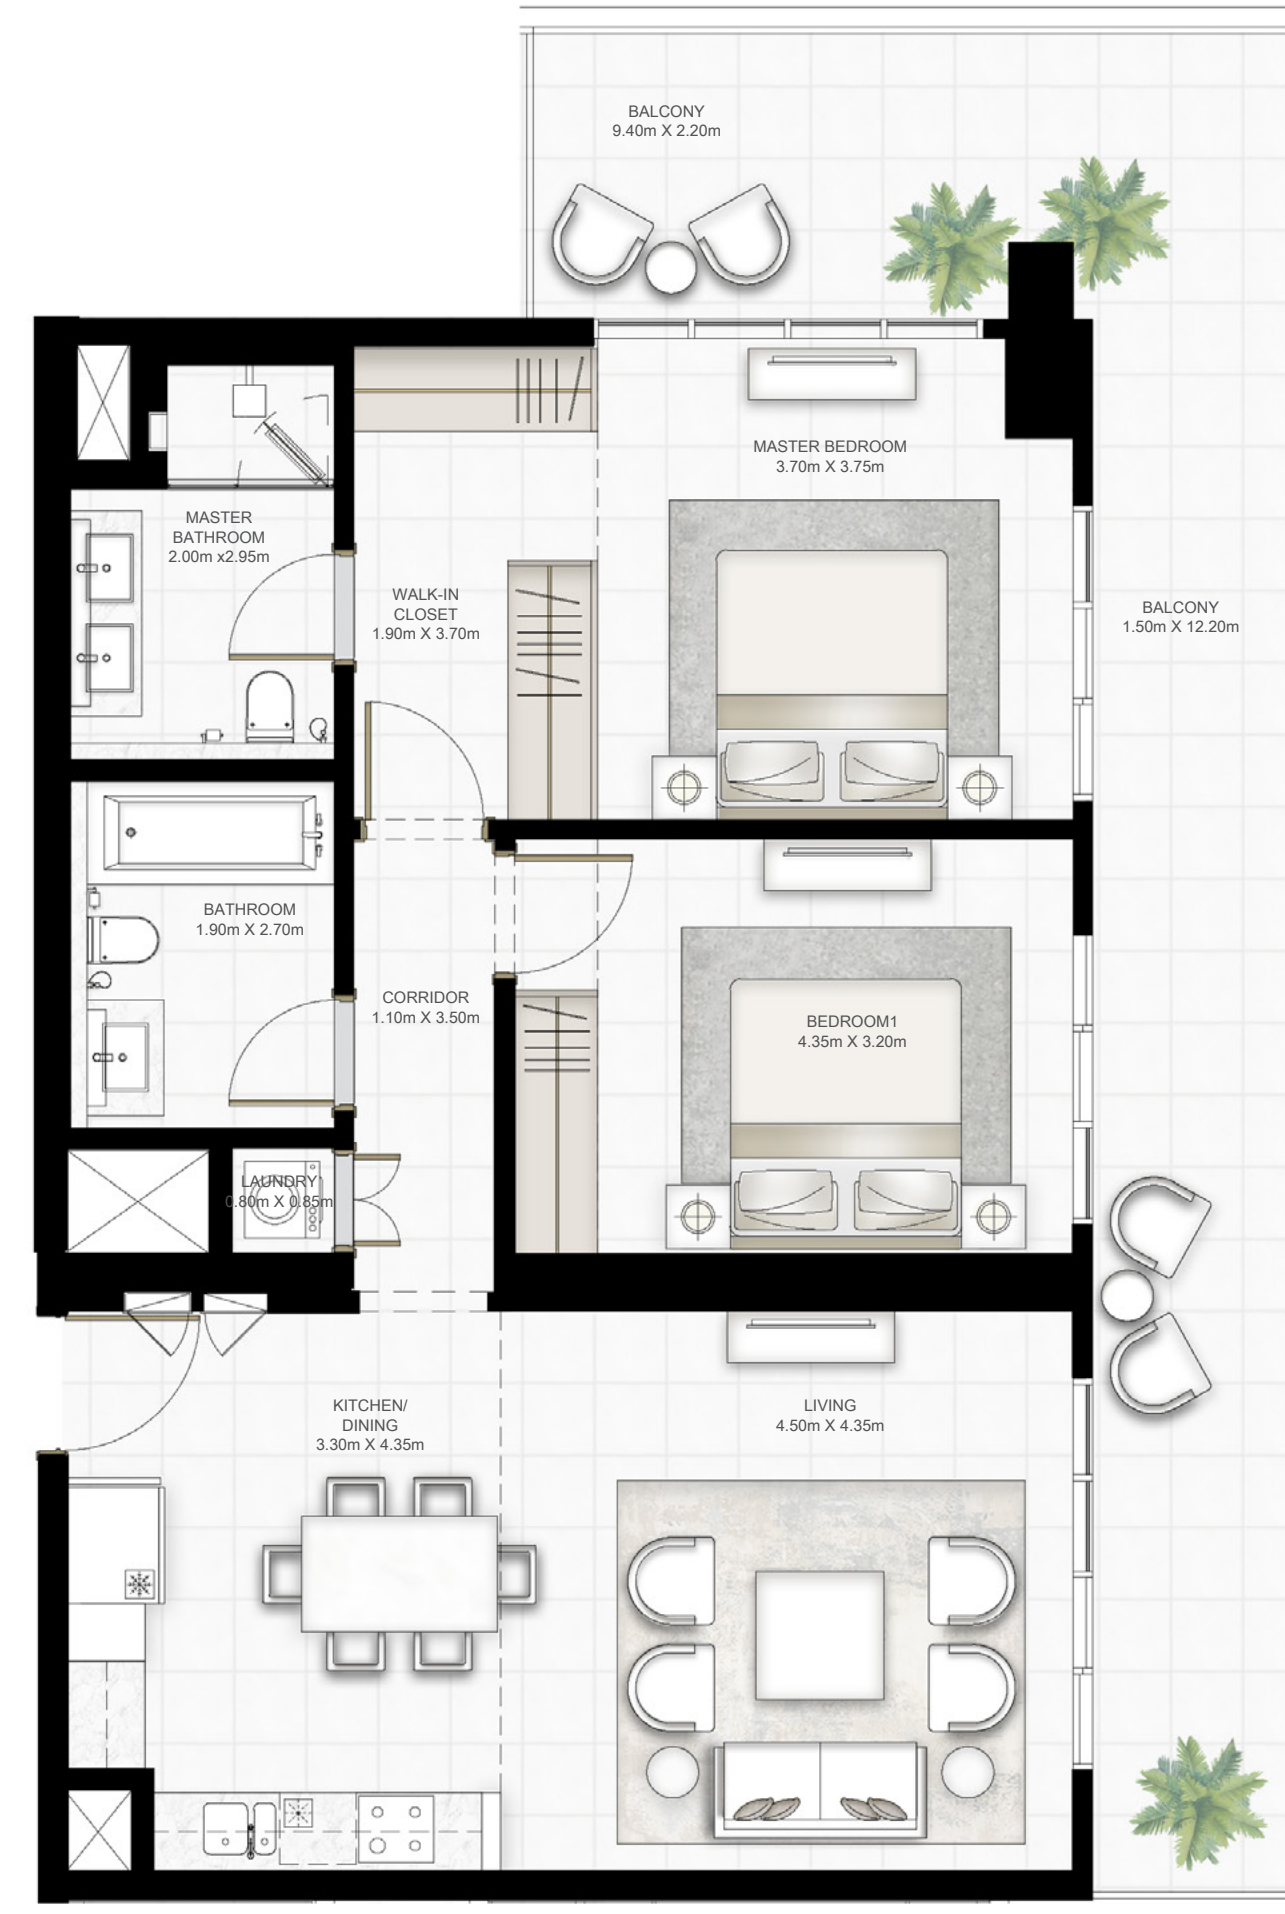 BALCONY
9.40m X 2.20m
MASTER BEDROOM
3.70m X 3.75m
MASTER
BATHROOM
2.00m x2.95m
WALK-IN
CLOSET
1.90m X 3.70m
BALCONY
1.50m X 12.20m
BATHROOM
1.90m X 2.70m
CORRIDOR
1.10m X 3.50m
BEDROOM1
4.35m X 3.20m
LAUNDRY
0.80m X 0.85m
KITCHEN/
DINING
3.30m X 4.35m
LIVING
4.50m X 4.35m